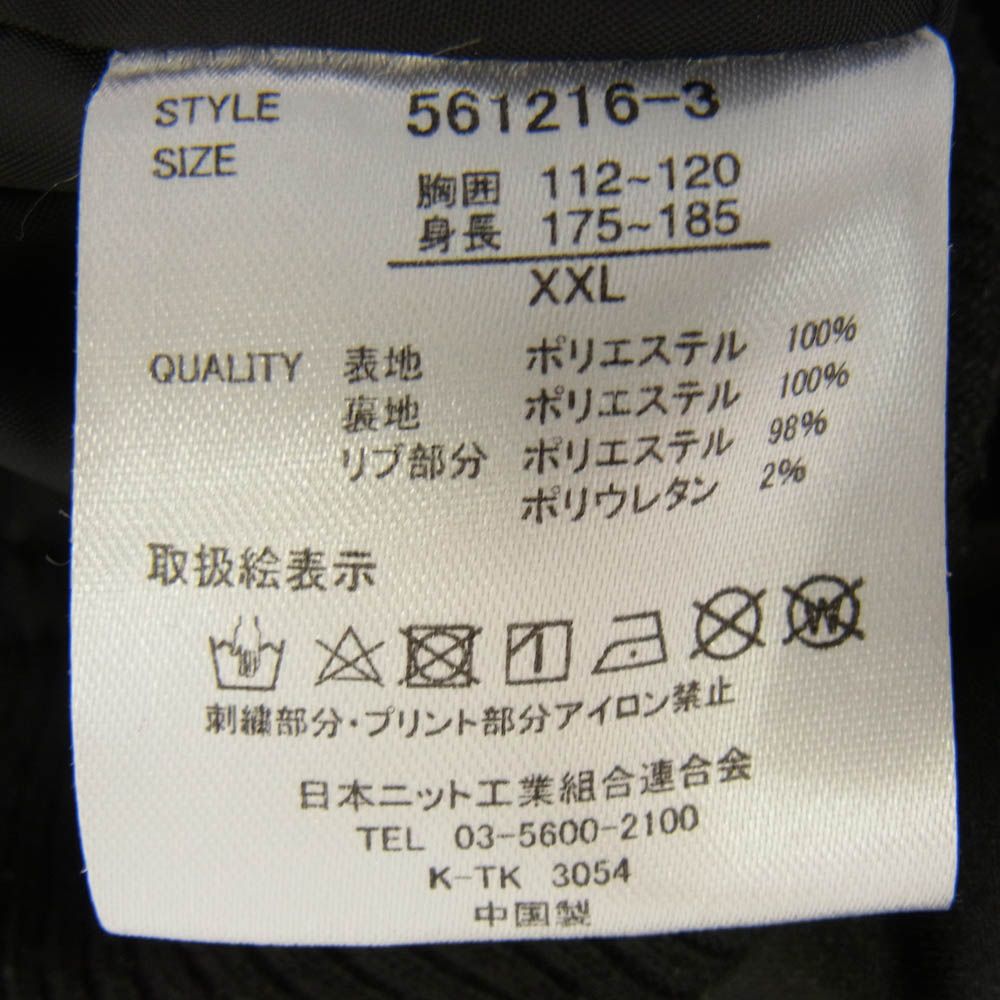 STYLE 561216-3
SIZE
胸囲 112~120
身長 175~185
XXL
QUALITY 表地 ポリエステル 100%
裏地 ポリエステル 100%
リブ部分 ポリエステル 98%
ポリウレタン 2%
取扱絵表示
W
刺繍部分・プリント部分アイロン禁止
日本ニット工業組合連合会
TEL 03-5600-2100
K-TK 3054
中国製